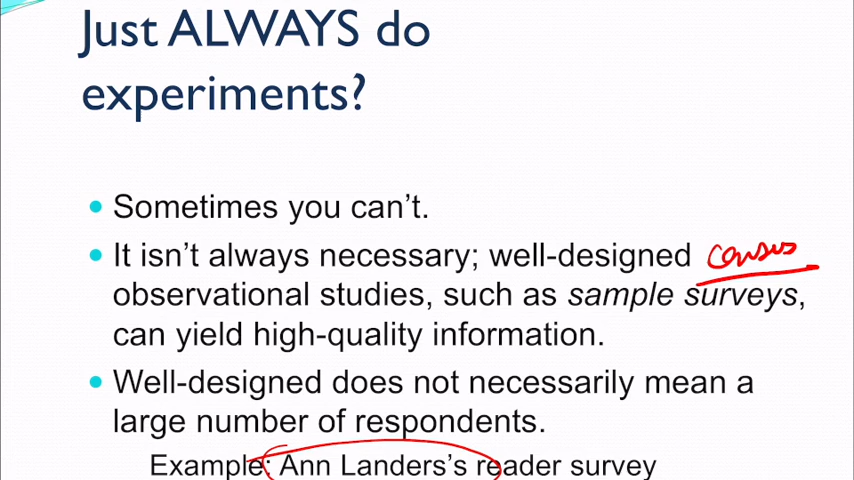 Just ALWAYS do
experiments?
Sometimes you can't.
It isn't always necessary; well-designed census
observational studies, such as sample surveys,
can yield high-quality information.
Well-designed does not necessarily mean a
large number of respondents.
Example: Ann Landers's reader survey